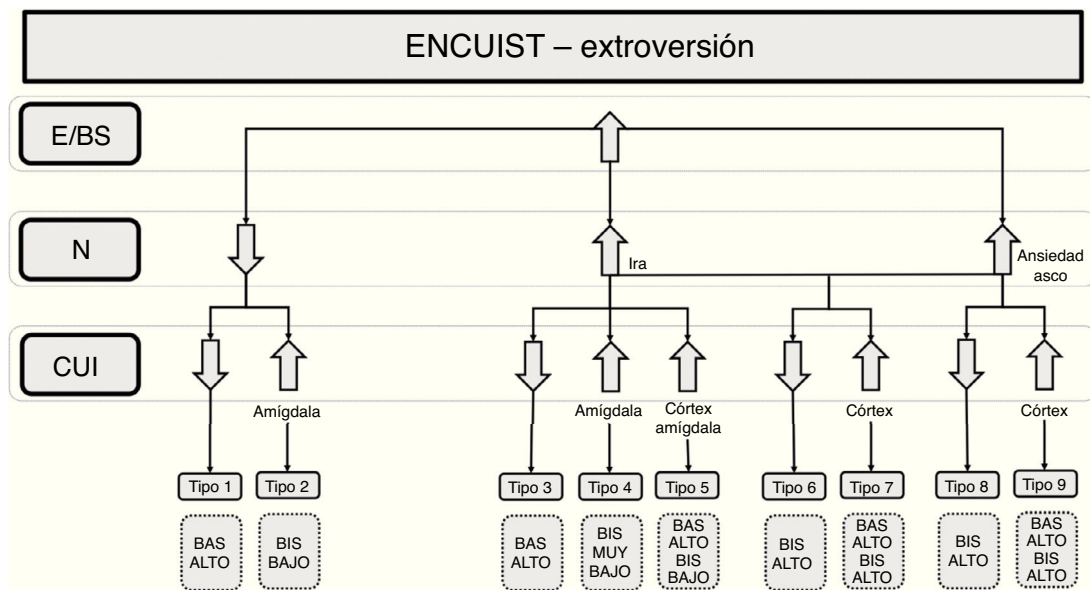 ENCUIST – extroversión
E/BS
N
Ira
Ansiedad
asco
CUI
Amígdala
Amígdala
Córtex
amígdala
Córtex
Córtex
Tipo 1
Tipo 2
Tipo 3
Tipo 4
Tipo 5
Tipo 6
Tipo 7
Tipo 8
Tipo 9
BAS
ALTO
BIS
BAJO
BAS
ALTO
BIS
MUY
BAJO
BAS
ALTO
BIS
BAJO
BIS
ALTO
BAS
ALTO
BIS
ALTO
BIS
ALTO
BAS
ALTO
BIS
ALTO